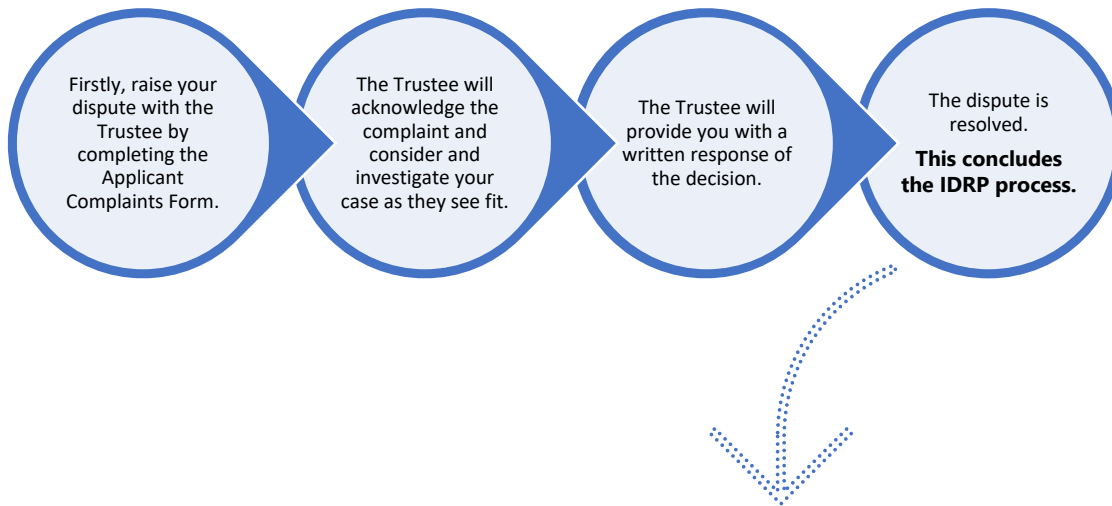 Firstly, raise your
dispute with the
Trustee by
completing the
Applicant
Complaints Form.
The Trustee will
acknowledge the
complaint and
consider and
investigate your
case as they see fit.
The Trustee will
provide you with a
written response of
the decision.
The dispute is
resolved.
This concludes
the IDRP process.